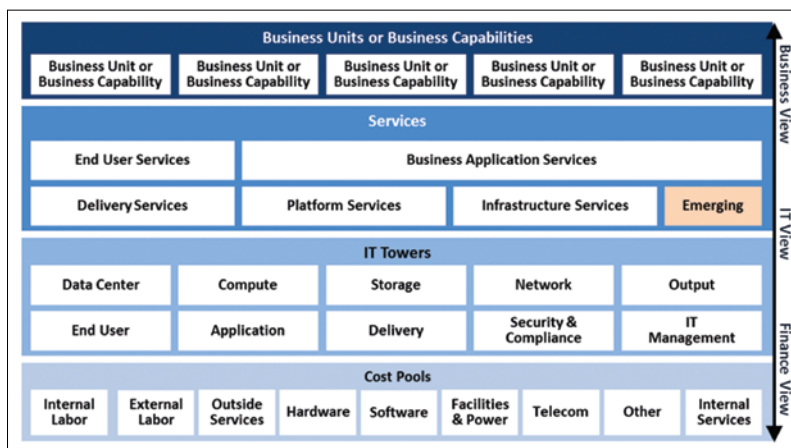 Business Units or Business Capabilities
Business Unit or Business Capability
Business Unit or Business Capability
Business Unit or Business Capability
Business Unit or Business Capability
Business Unit or Business Capability
Services
End User Services
Business Application Services
Delivery Services
Platform Services
Infrastructure Services
Emerging
IT Towers
Data Center
Compute
Storage
Network
Output
End User
Application
Delivery
Security &
Compliance
IT
Management
Cost Pools
Internal
Labor
External
Labor
Outside
Services
Hardware
Software
Facilities
& Power
Telecom
Other
Internal
Services
Business View
IT View
Finance View